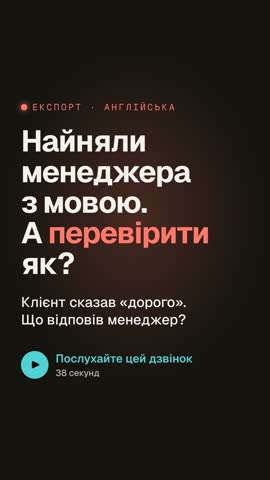 ЕКСПОРТ · АНГЛІЙСЬКА
Найняли
менеджера
з мовою.
А перевірити
як?
Клієнт сказав «дорого».
Що відповів менеджер?
Послухайте цей дзвінок
38 секунд